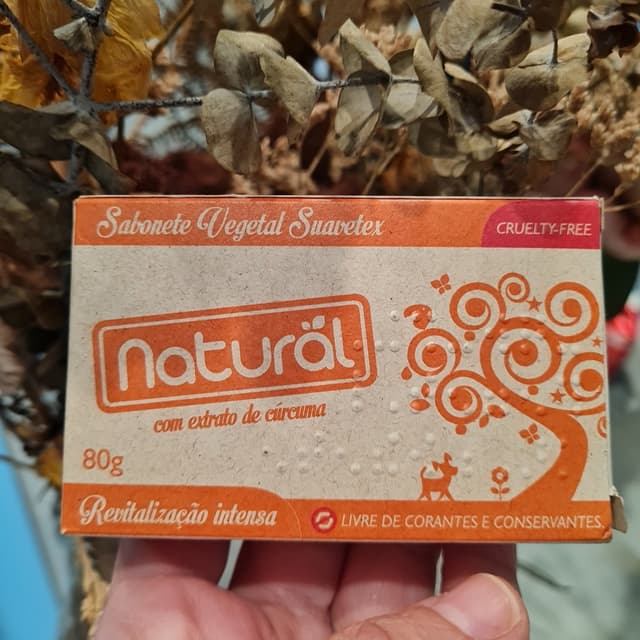 Sabonete Vegetal Suavetex
CRUELTY-FREE
naturäl
com extrato de cúrcuma
80g
Revitalização intensa
LIVRE DE CORANTES E CONSERVANTES.